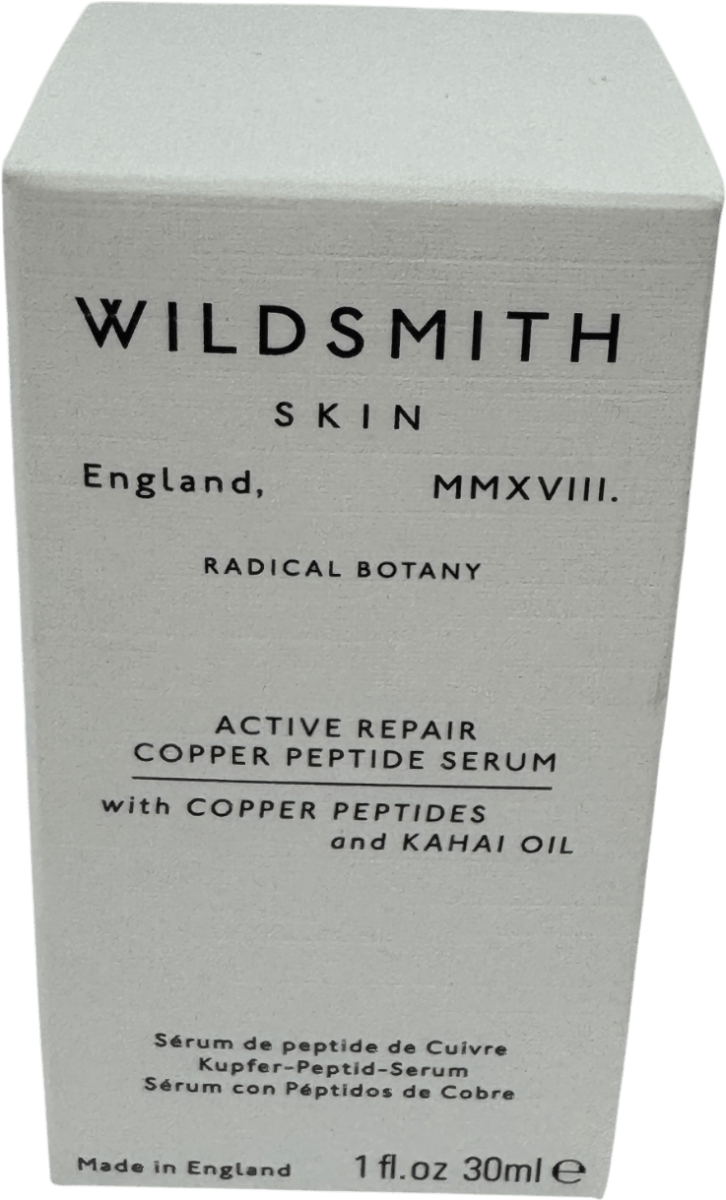 WILDSMITH
SKIN
England, MMXVIII.
RADICAL BOTANY
ACTIVE REPAIR
COPPER PEPTIDE SERUM
with COPPER PEPTIDES
and KAHAI OIL
Sérum de peptide de Cuivre
Kupfer-Peptid-Serum
Sérum con Péptidos de Cobre
Made in England 1 fl.oz 30ml ℮